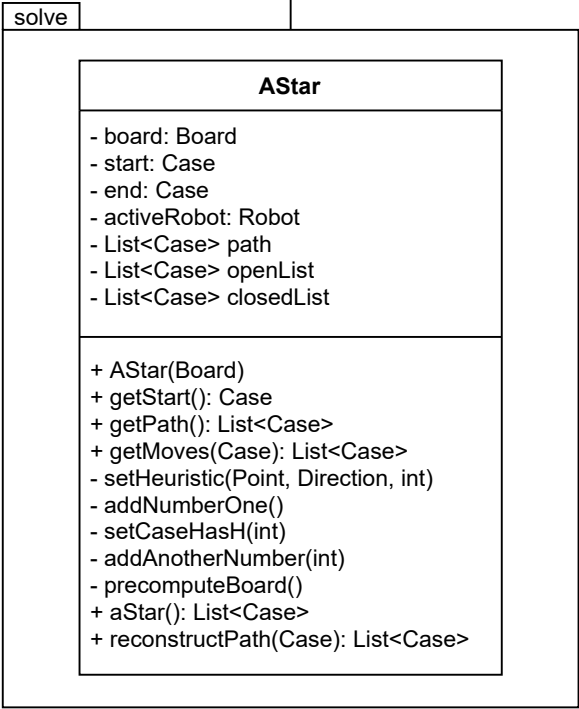 solve
AStar
- board: Board
- start: Case
- end: Case
- activeRobot: Robot
- List<Case> path
- List<Case> openList
- List<Case> closedList
+ AStar(Board)
+ getStart(): Case
+ getPath(): List<Case>
+ getMoves(Case): List<Case>
- setHeuristic(Point, Direction, int)
- addNumberOne()
- setCaseHasH(int)
- addAnotherNumber(int)
- precomputeBoard()
+ aStar(): List<Case>
+ reconstructPath(Case): List<Case>